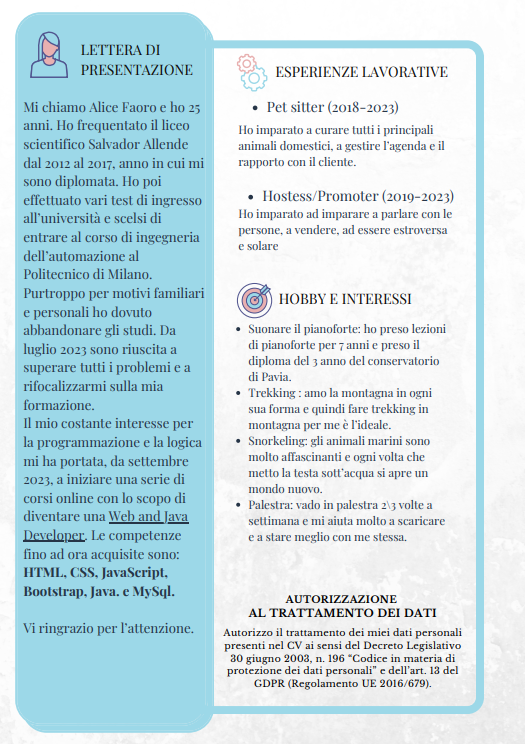 LETTERA DI
PRESENTAZIONE
Mi chiamo Alice Faoro e ho 25
anni. Ho frequentato il liceo
scientifico Salvador Allende
dal 2012 al 2017, anno in cui mi
sono diplomata. Ho poi
effettuato vari test di ingresso
all'università e scelsi di
entrare al corso di ingegneria
dell'automazione al
Politecnico di Milano.
Purtroppo per motivi familiari
e personali ho dovuto
abbandonare gli studi. Da
luglio 2023 sono riuscita a
superare tutti i problemi e a
rifocalizzarmi sulla mia
formazione.
Il mio costante interesse per
la programmazione e la logica
mi ha portata, da settembre
2023, a iniziare una serie di
corsi online con lo scopo di
diventare una Web and Java
Developer. Le competenze
fino ad ora acquisite sono:
HTML, CSS, JavaScript,
Bootstrap, Java. e MySql.
Vi ringrazio per l'attenzione.
ESPERIENZE LAVORATIVE
• Pet sitter (2018-2023)
Ho imparato a curare tutti i principali
animali domestici, a gestire l'agenda e il
rapporto con il cliente.
• Hostess/Promoter (2019-2023)
Ho imparato ad imparare a parlare con le
persone, a vendere, ad essere estroversa
e solare
HOBBY E INTERESSI
• Suonare il pianoforte: ho preso lezioni
di pianoforte per 7 anni e preso il
diploma del 3 anno del conservatorio
di Pavia.
• Trekking : amo la montagna in ogni
sua forma e quindi fare trekking in
montagna per me è l'ideale.
• Snorkeling: gli animali marini sono
molto affascinanti e ogni volta che
metto la testa sott'acqua si apre un
mondo nuovo.
• Palestra: vado in palestra 2\3 volte a
settimana e mi aiuta molto a scaricare
e a stare meglio con me stessa.
AUTORIZZAZIONE
AL TRATTAMENTO DEI DATI
Autorizzo il trattamento dei miei dati personali
presenti nel CV ai sensi del Decreto Legislativo
30 giugno 2003, n. 196 “Codice in materia di
protezione dei dati personali” e dell'art. 13 del
GDPR (Regolamento UE 2016/679).